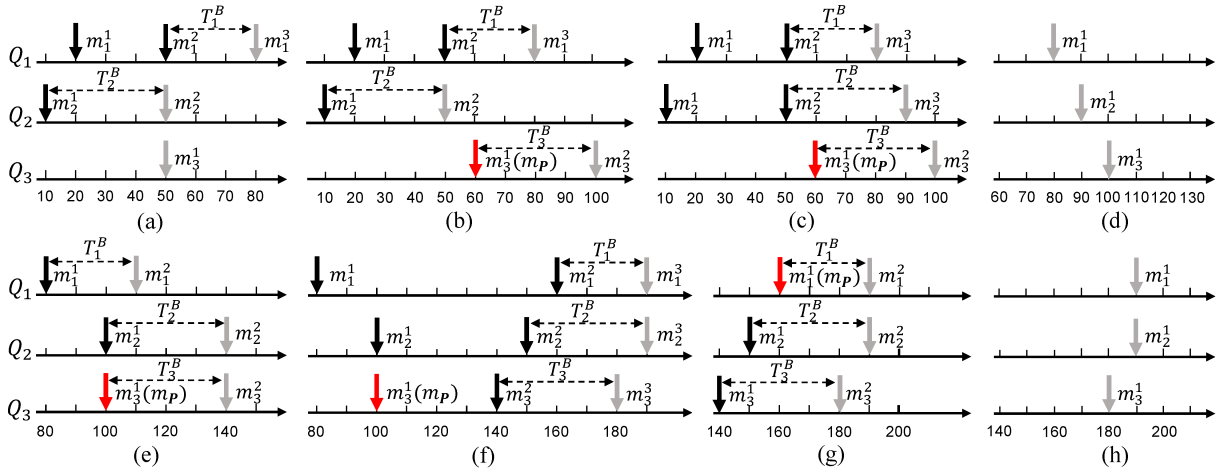 T_1^B T_1^B T_1^B
Q_1 m_1^1 m_1^2 m_1^3 m_1^1 m_1^2 m_1^3 m_1^1 m_1^2 m_1^3 m_1^1
T_2^B T_2^B T_2^B
Q_2 m_2^1 m_2^2 m_2^1 m_2^2 m_2^1 m_2^2 m_2^3 m_2^1
T_3^B T_3^B
Q_3 m_3^1 m_3^1(m_P) m_3^2 m_3^1(m_P) m_3^2 m_3^1
10 20 30 40 50 60 70 80 10 20 30 40 50 60 70 80 90 100 10 20 30 40 50 60 70 80 90 100 60 70 80 90 100 110 120 130
(a) (b) (c) (d)
T_1^B T_1^B T_1^B
Q_1 m_1^1 m_1^2 m_1^1 m_1^2 m_1^3 m_1^1(m_P) m_1^2 m_1^1
T_2^B T_2^B T_2^B
Q_2 m_2^1 m_2^2 m_2^1 m_2^2 m_2^3 m_2^1 m_2^2 m_2^1
T_3^B T_3^B T_3^B
Q_3 m_3^1(m_P) m_3^2 m_3^1(m_P) m_3^2 m_3^3 m_3^1 m_3^2 m_3^1
80 100 120 140 80 100 120 140 160 180 140 160 180 200 140 160 180 200
(e) (f) (g) (h)